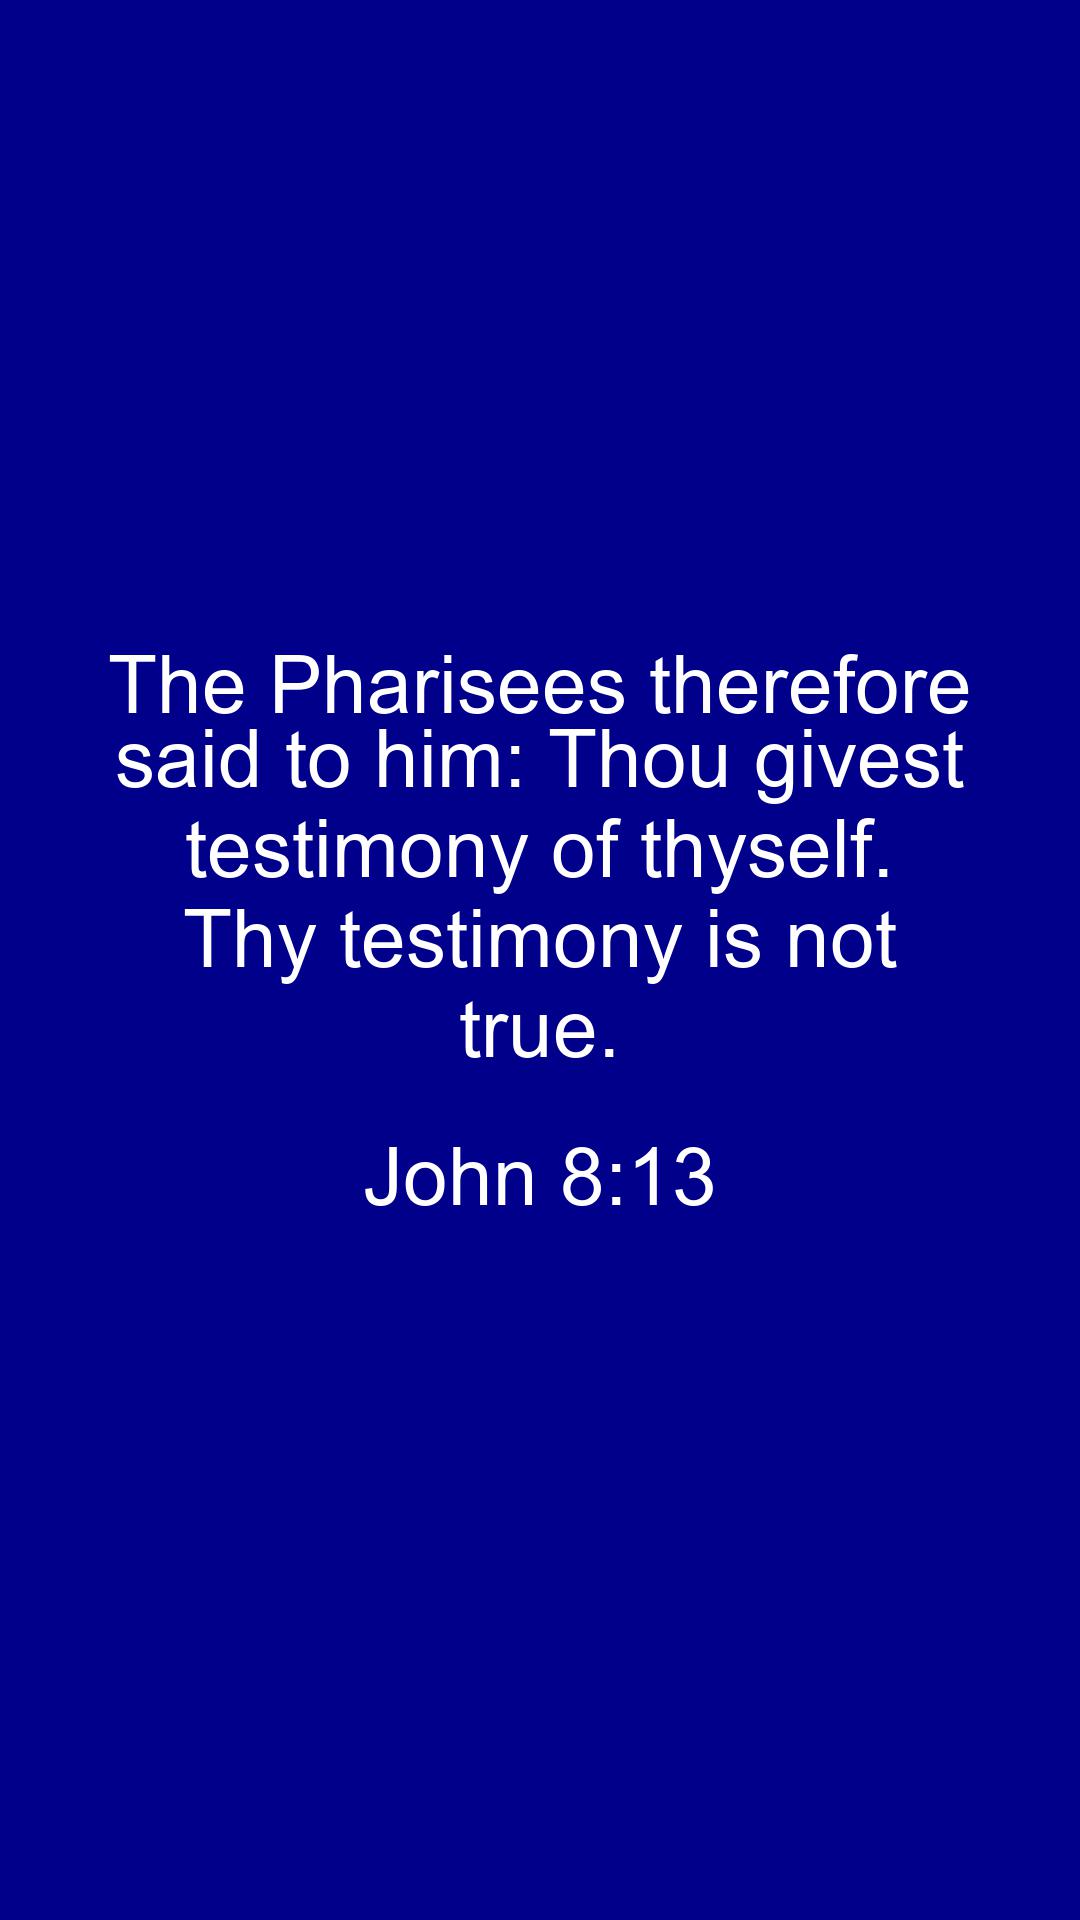 The Pharisees therefore
said to him: Thou givest
testimony of thyself.
Thy testimony is not
true.
John 8:13